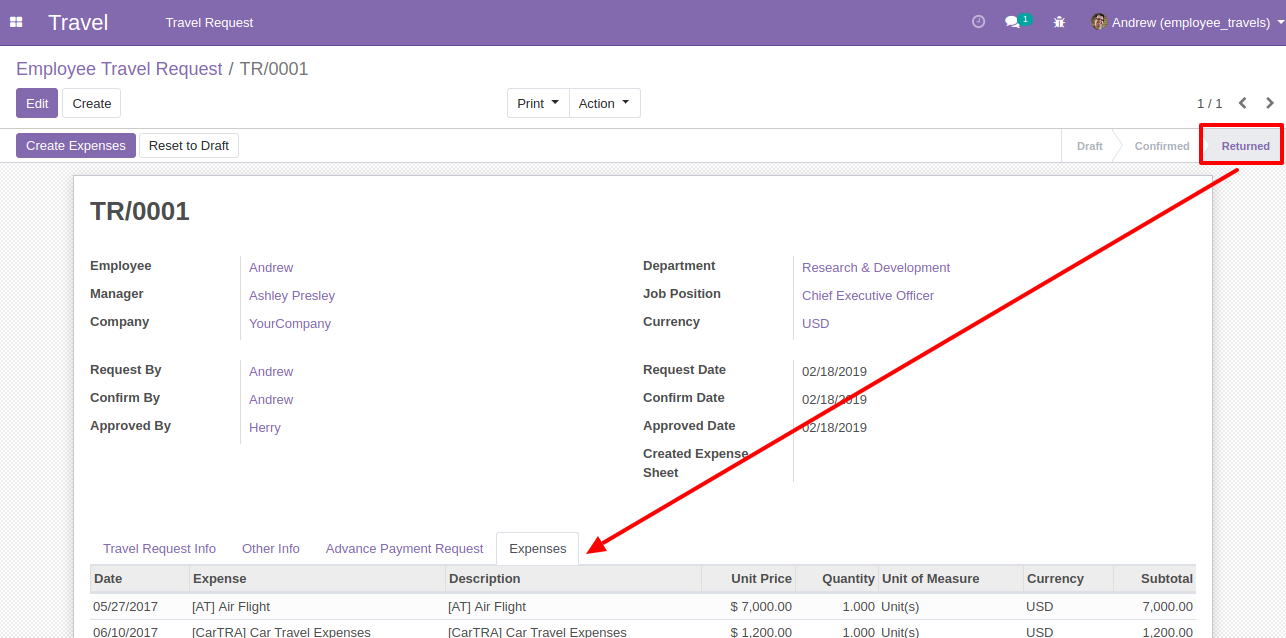 Travel Travel Request 1 Andrew (employee_travels)
Employee Travel Request / TR/0001
Edit Create Print Action 1 / 1
Create Expenses Reset to Draft Draft Confirmed Returned
TR/0001
Employee Andrew Department Research & Development
Manager Ashley Presley Job Position Chief Executive Officer
Company YourCompany Currency USD
Request By Andrew Request Date 02/18/2019
Confirm By Andrew Confirm Date 02/18/2019
Approved By Herry Approved Date 02/18/2019
Created Expense
Sheet
Travel Request Info Other Info Advance Payment Request Expenses
Date Expense Description Unit Price Quantity Unit of Measure Currency Subtotal
05/27/2017 [AT] Air Flight [AT] Air Flight $ 7,000.00 1.000 Unit(s) USD 7,000.00
06/10/2017 [CarTRA] Car Travel Expenses [CarTRA] Car Travel Expenses $ 1,200.00 1.000 Unit(s) USD 1,200.00